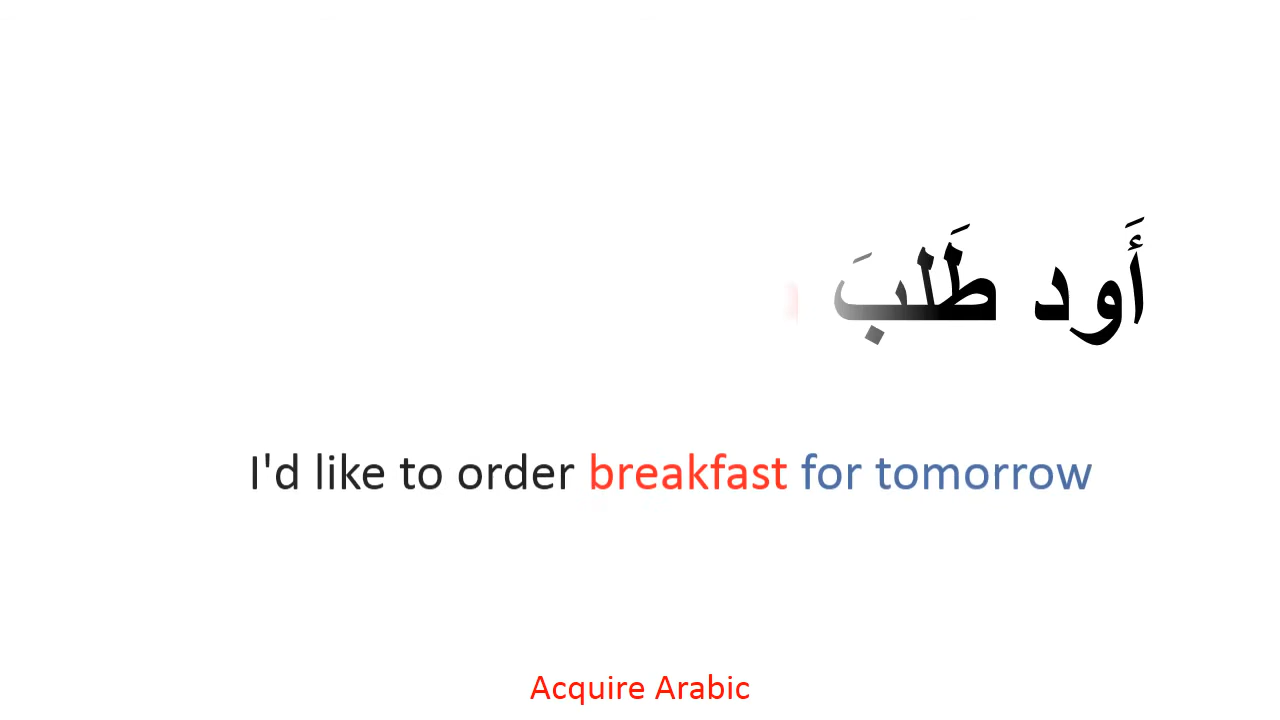 أَود طَلبَ
I'd like to order breakfast for tomorrow
Acquire Arabic